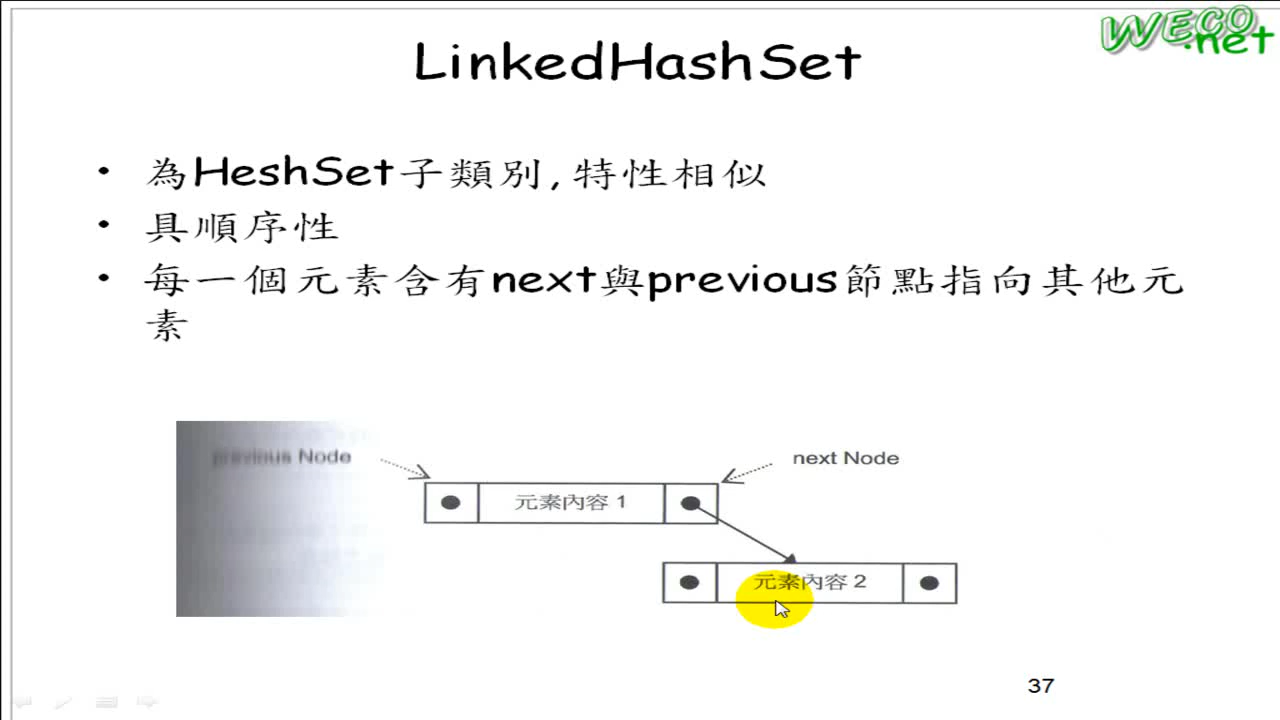 WECO
.net
LinkedHashSet
• 為HeshSet子類別,特性相似
• 具順序性
• 每一個元素含有next與previous節點指向其他元
素
previous Node
next Node
元素內容 1
元素內容 2
37